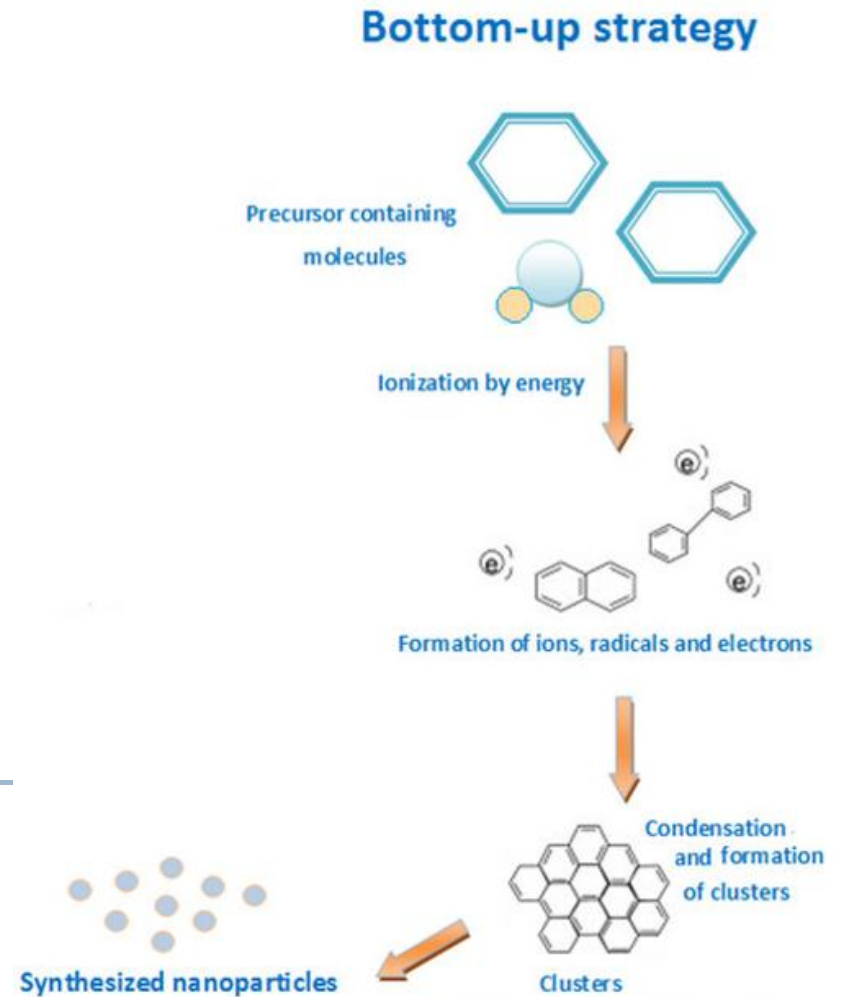 Bottom-up strategy
Precursor containing
molecules
Ionization by energy
e
e
e
Formation of ions, radicals and electrons
Condensation
and formation
of clusters
Synthesized nanoparticles
Clusters